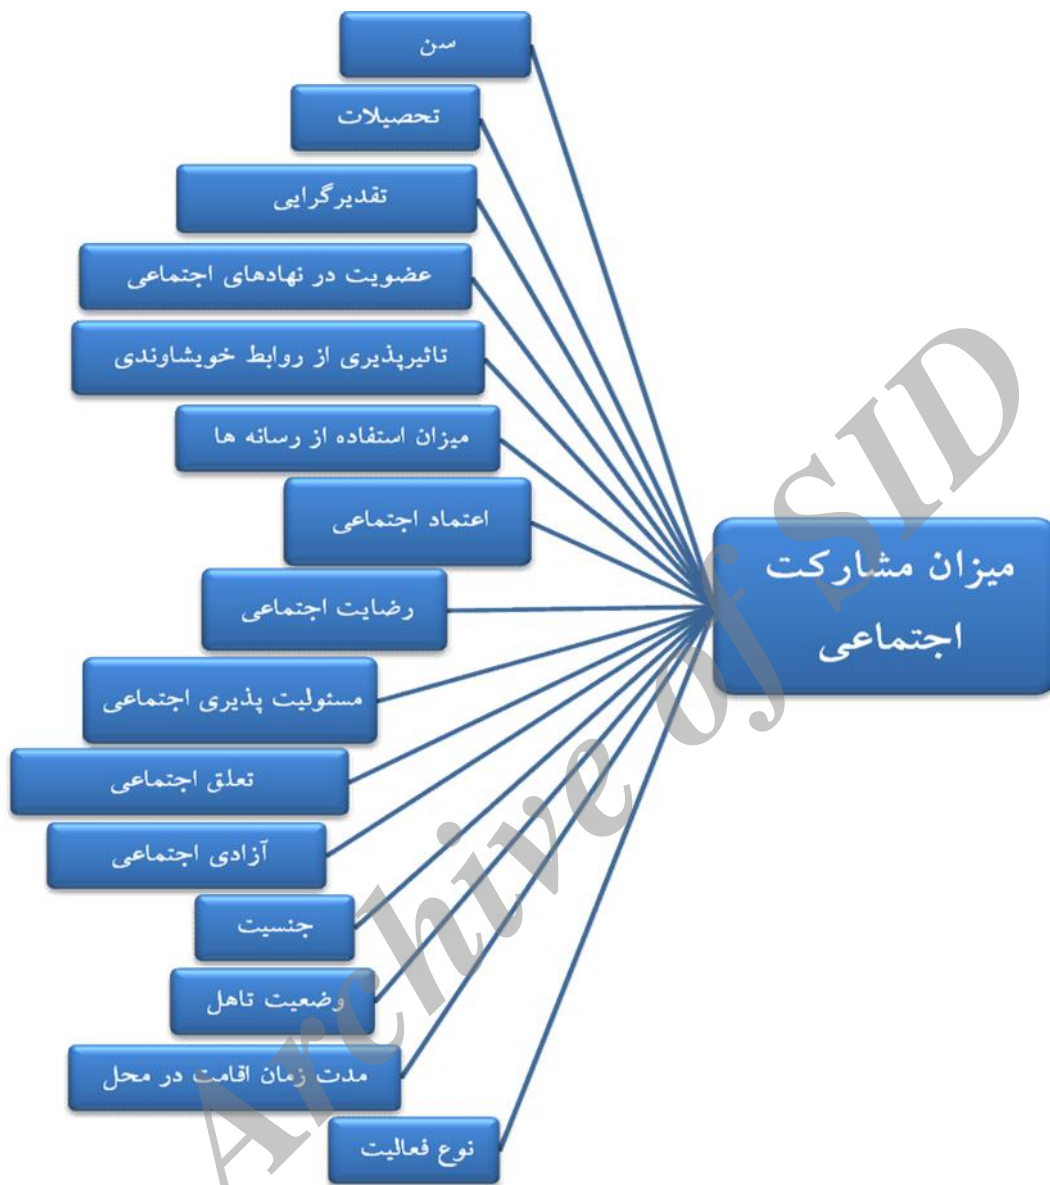 سن
تحصیلات
تقدیرگرایی
عضویت در نهادهای اجتماعی
تاثیرپذیری از روابط خویشاوندی
میزان استفاده از رسانه ها
اعتماد اجتماعی
رضایت اجتماعی
مسئولیت پذیری اجتماعی
تعلق اجتماعی
آزادی اجتماعی
جنسیت
وضعیت تاهل
مدت زمان اقامت در محل
نوع فعالیت
میزان مشارکت
اجتماعی
Archive of SID